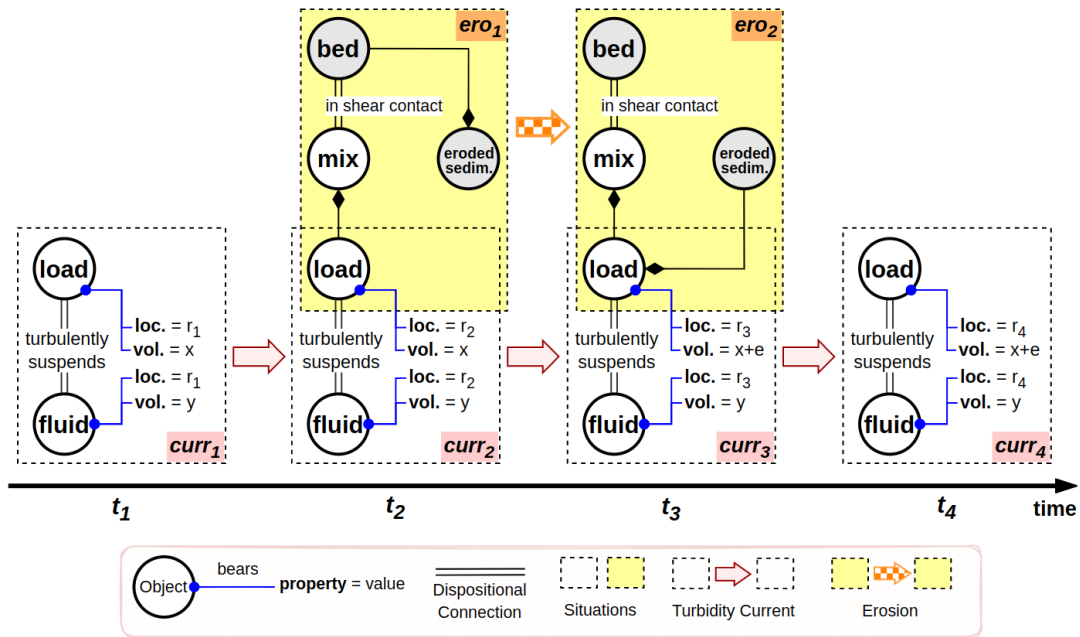 ero1
ero2
bed
bed
in shear contact
in shear contact
mix
eroded
sedim.
mix
eroded
sedim.
load
load
load
load
loc. = r1
vol. = x
loc. = r2
vol. = x
loc. = r3
vol. = x+e
loc. = r4
vol. = x+e
turbulently
suspends
turbulently
suspends
turbulently
suspends
turbulently
suspends
loc. = r1
vol. = y
loc. = r2
vol. = y
loc. = r3
vol. = y
loc. = r4
vol. = y
fluid
fluid
fluid
fluid
curr1
curr2
curr3
curr4
t1
t2
t3
t4
time
Object
bears
property = value
Dispositional
Connection
Situations
Turbidity Current
Erosion